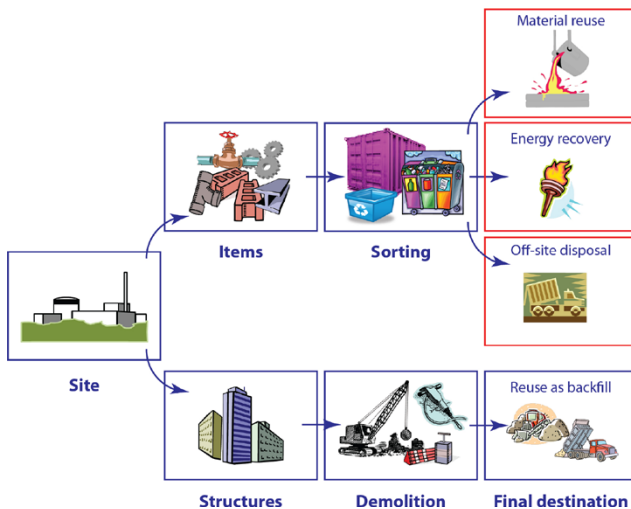 Material reuse
Energy recovery
Items
Sorting
Off-site disposal
Site
Reuse as backfill
Structures
Demolition
Final destination